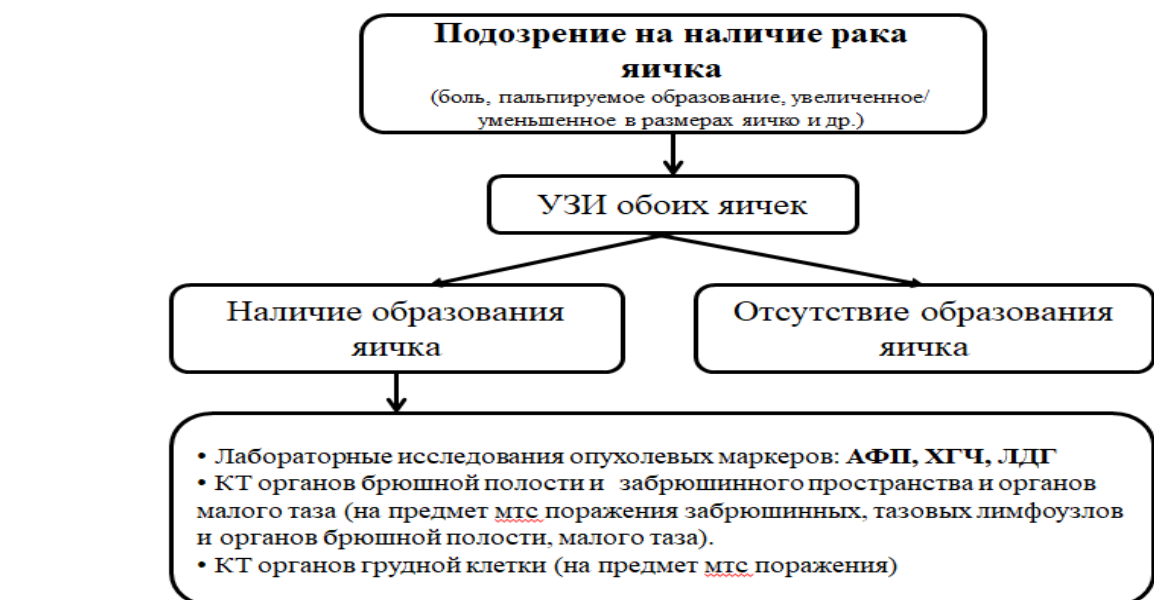 Подозрение на наличие рака
яичка
(боль, пальпируемое образование, увеличенное/
уменьшенное в размерах яичко и др.)
УЗИ обоих яичек
Наличие образования
яичка
Отсутствие образования
яичка
• Лабораторные исследования опухолевых маркеров: АФП, ХГЧ, ЛДГ
• КТ органов брюшной полости и забрюшинного пространства и органов
малого таза (на предмет мтс поражения забрюшинных, тазовых лимфоузлов
и органов брюшной полости, малого таза).
• КТ органов грудной клетки (на предмет мтс поражения)